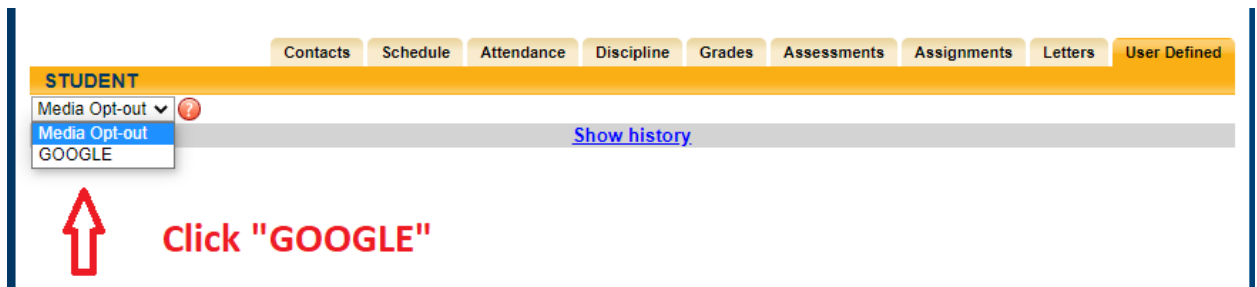 Contacts Schedule Attendance Discipline Grades Assessments Assignments Letters User Defined
STUDENT
Media Opt-out ?
Media Opt-out
Show history
GOOGLE
Click "GOOGLE"